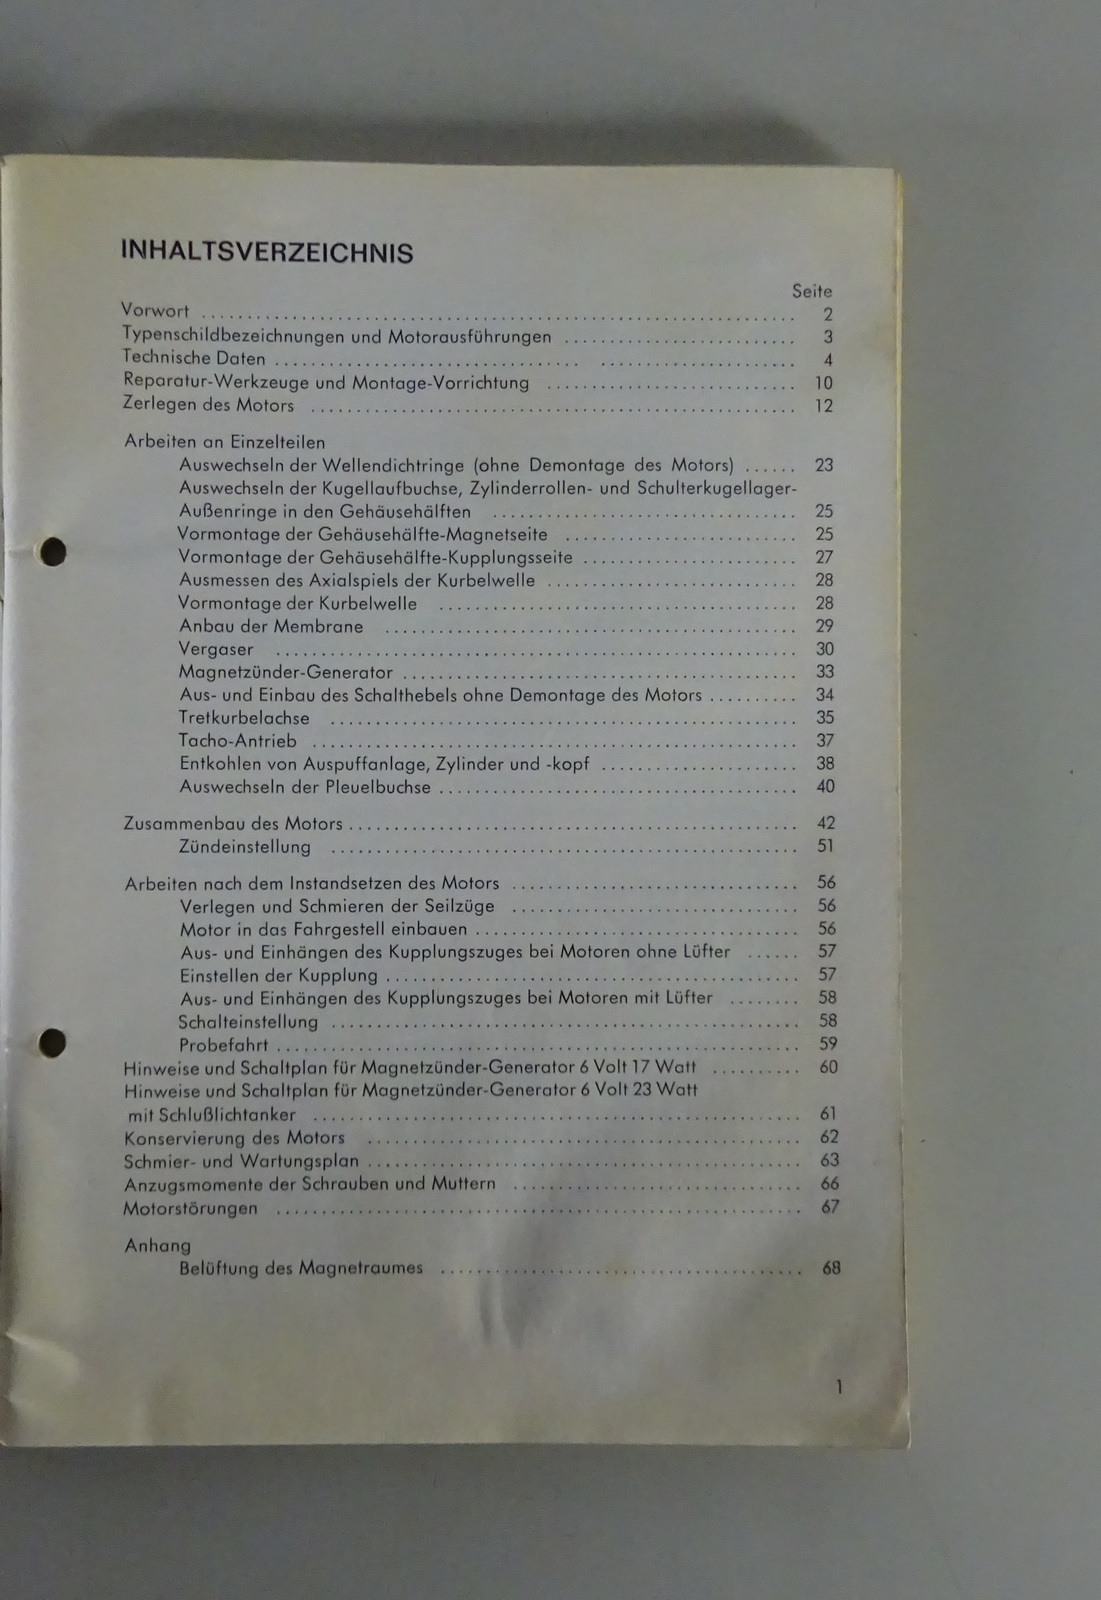 INHALTSVERZEICHNIS
Seite
Vorwort 2
Typenschildbezeichnungen und Motorausführungen 3
Technische Daten 4
Reparatur-Werkzeuge und Montage-Vorrichtung 10
Zerlegen des Motors 12
Arbeiten an Einzelteilen
Auswechseln der Wellendichtringe (ohne Demontage des Motors) 23
Auswechseln der Kugellaufbuchse, Zylinderrollen- und Schulterkugellager-
Außenringe in den Gehäusehälften 25
Vormontage der Gehäusehälfte-Magnetseite 25
Vormontage der Gehäusehälfte-Kupplungsseite 27
Ausmessen des Axialspiels der Kurbelwelle 28
Vormontage der Kurbelwelle 28
Anbau der Membrane 29
Vergaser 30
Magnetzünder-Generator 33
Aus- und Einbau des Schalthebels ohne Demontage des Motors 34
Tretkurbelachse 35
Tacho-Antrieb 37
Entkohlen von Auspuffanlage, Zylinder und -kopf 38
Auswechseln der Pleuelbuchse 40
Zusammenbau des Motors 42
Zündeinstellung 51
Arbeiten nach dem Instandsetzen des Motors 56
Verlegen und Schmieren der Seilzüge 56
Motor in das Fahrgestell einbauen 56
Aus- und Einhängen des Kupplungszuges bei Motoren ohne Lüfter 57
Einstellen der Kupplung 57
Aus- und Einhängen des Kupplungszuges bei Motoren mit Lüfter 58
Schalteinstellung 58
Probefahrt 59
Hinweise und Schaltplan für Magnetzünder-Generator 6 Volt 17 Watt 60
Hinweise und Schaltplan für Magnetzünder-Generator 6 Volt 23 Watt
mit Schlußlichtanker 61
Konservierung des Motors 62
Schmier- und Wartungsplan 63
Anzugsmomente der Schrauben und Muttern 66
Motorstörungen 67
Anhang
Belüftung des Magnetraumes 68
1